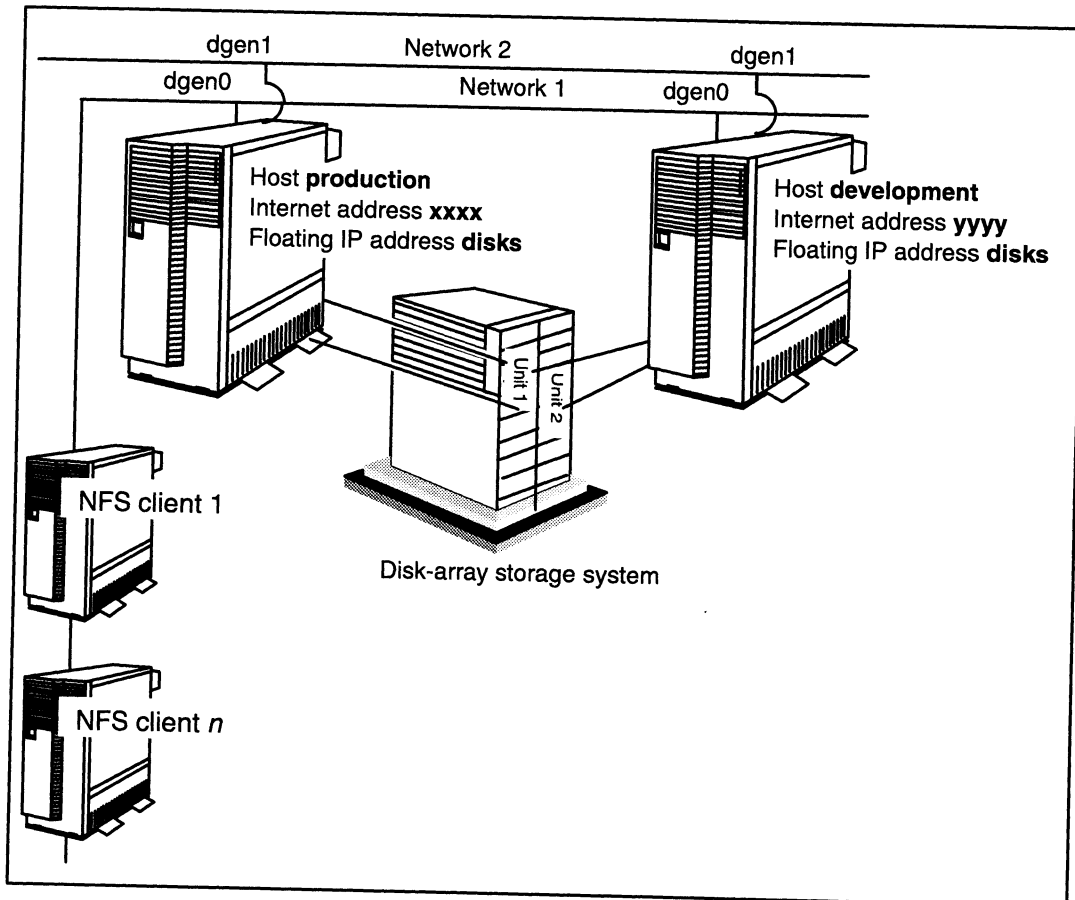 dgen1
Network 2
dgen1
dgen0
Network 1
dgen0
Host production
Internet address xxxx
Floating IP address disks
Host development
Internet address yyyy
Floating IP address disks
Unit 1
Unit 2
NFS client 1
Disk-array storage system
NFS client n